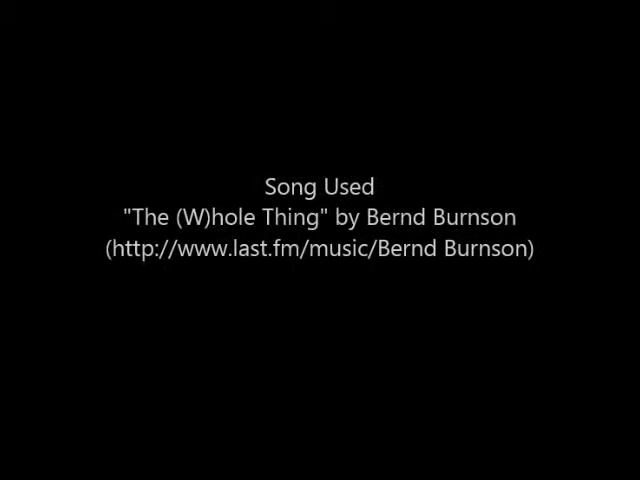 Song Used
"The (W)hole Thing" by Bernd Burnson
(http://www.last.fm/music/Bernd Burnson)